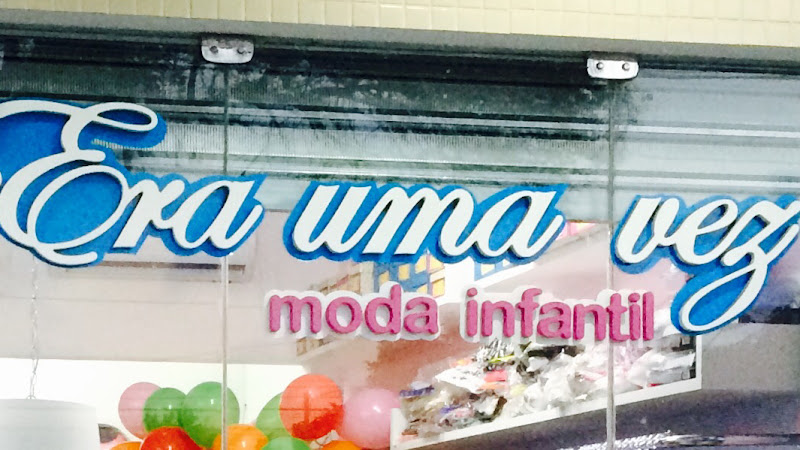 Era uma vez
moda infantil